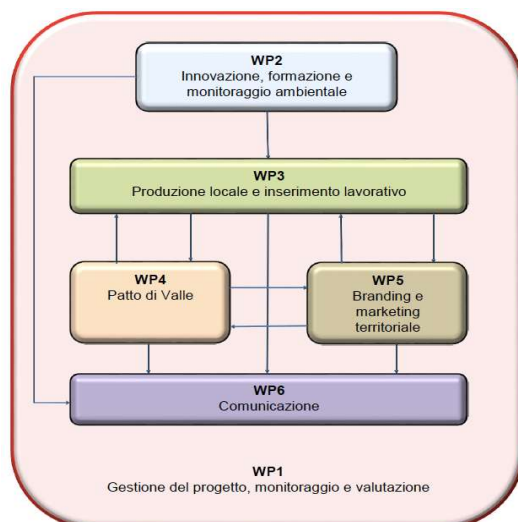 WP2
Innovazione, formazione e
monitoraggio ambientale
WP3
Produzione locale e inserimento lavorativo
WP4
Patto di Valle
WP5
Branding e
marketing
territoriale
WP6
Comunicazione
WP1
Gestione del progetto, monitoraggio e valutazione